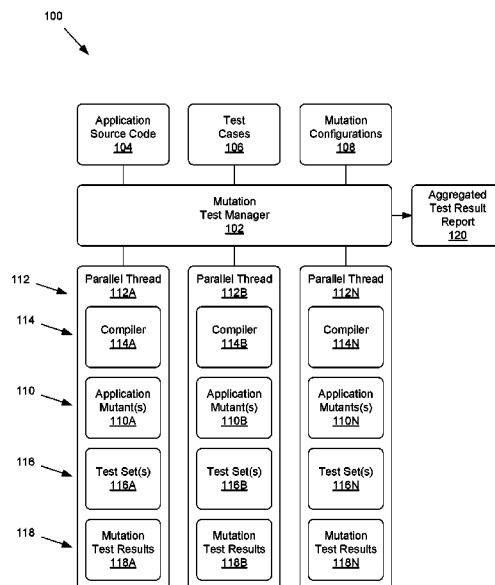 100
Application
Source Code
104
Test
Cases
106
Mutation
Configurations
108
Mutation
Test Manager
102
Aggregated
Test Result
Report
120
112
Parallel Thread
112A
Parallel Thread
112B
Parallel Thread
112N
114
Compiler
114A
Compiler
114B
Compiler
114N
110
Application
Mutant(s)
110A
Application
Mutant(s)
110B
Application
Mutants(s)
110N
116
Test Set(s)
116A
Test Set(s)
116B
Test Set(s)
116N
118
Mutation
Test Results
118A
Mutation
Test Results
118B
Mutation
Test Results
118N